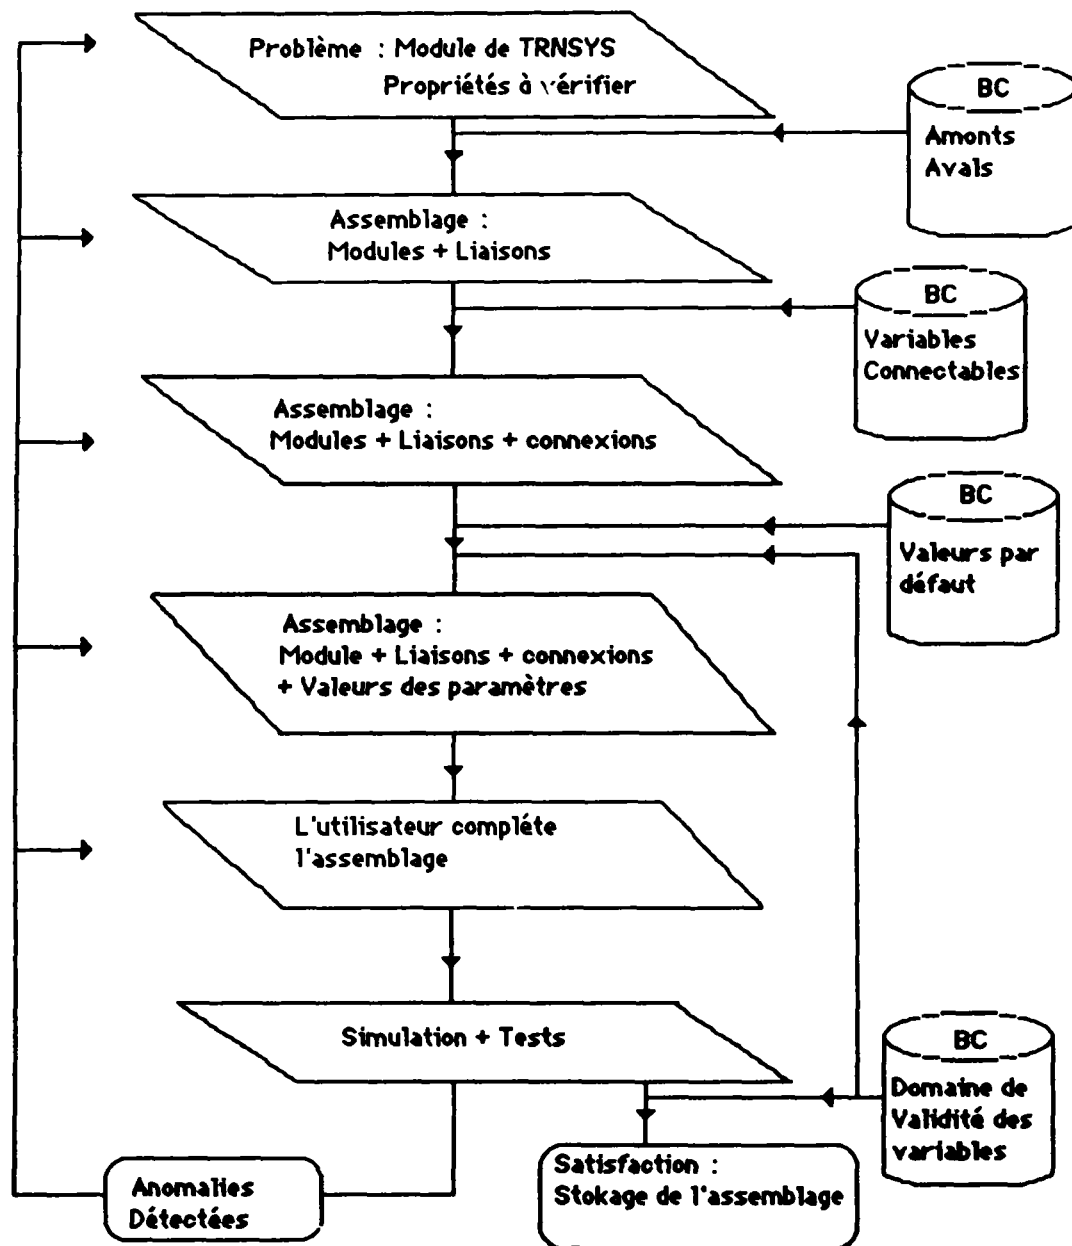 Problème : Module de TRNSYS
Propriétés à vérifier
BC
Amonts
Avals
Assemblage :
Modules + Liaisons
BC
Variables
Connectables
Assemblage :
Modules + Liaisons + connexions
BC
Valeurs par
défaut
Assemblage :
Module + Liaisons + connexions
+ Valeurs des paramètres
L'utilisateur compléte
l'assemblage
Simulation + Tests
BC
Domaine de
Validité des
variables
Anomalies
Détectées
Satisfaction :
Stokage de l'assemblage